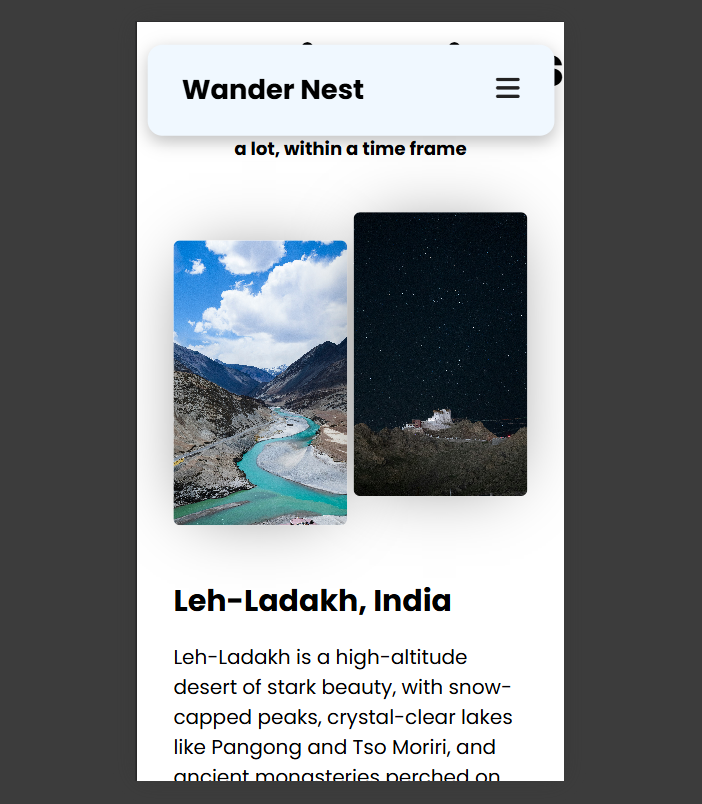 Wander Nest
a lot, within a time frame
Leh-Ladakh, India
Leh-Ladakh is a high-altitude
desert of stark beauty, with snow-
capped peaks, crystal-clear lakes
like Pangong and Tso Moriri, and
ancient monasteries perched on